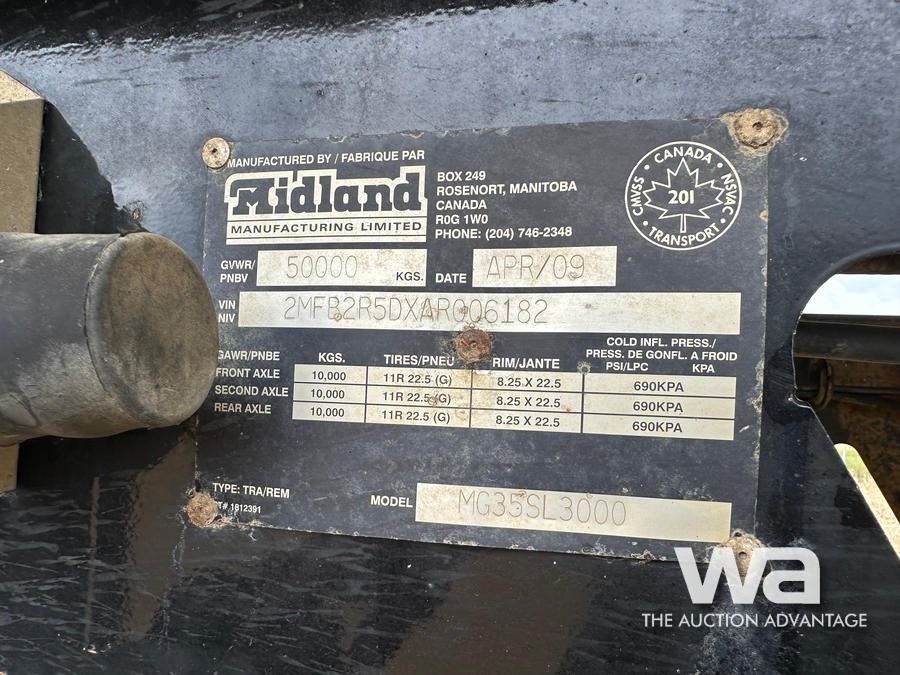 MANUFACTURED BY / FABRIQUE PAR
Midland
MANUFACTURING LIMITED
BOX 249
ROSENORT, MANITOBA
CANADA
R0G 1W0
PHONE: (204) 746-2348
CANADA
CMVSS 201 NSVAC
TRANSPORT
GVWR/ PNBV 50000 KGS. DATE APR/09
VIN NIV 2MFB2R5DXAR006182
COLD INFL. PRESS./
GAWR/PNBE KGS. TIRES/PNEU RIM/JANTE PRESS. DE GONFL. A FROID
PSI/LPC KPA
FRONT AXLE 10,000 11R 22.5 (G) 8.25 X 22.5 690KPA
SECOND AXLE 10,000 11R 22.5 (G) 8.25 X 22.5 690KPA
REAR AXLE 10,000 11R 22.5 (G) 8.25 X 22.5 690KPA
TYPE: TRA/REM MODEL MG35SL3000
T# 1812391
wa
THE AUCTION ADVANTAGE